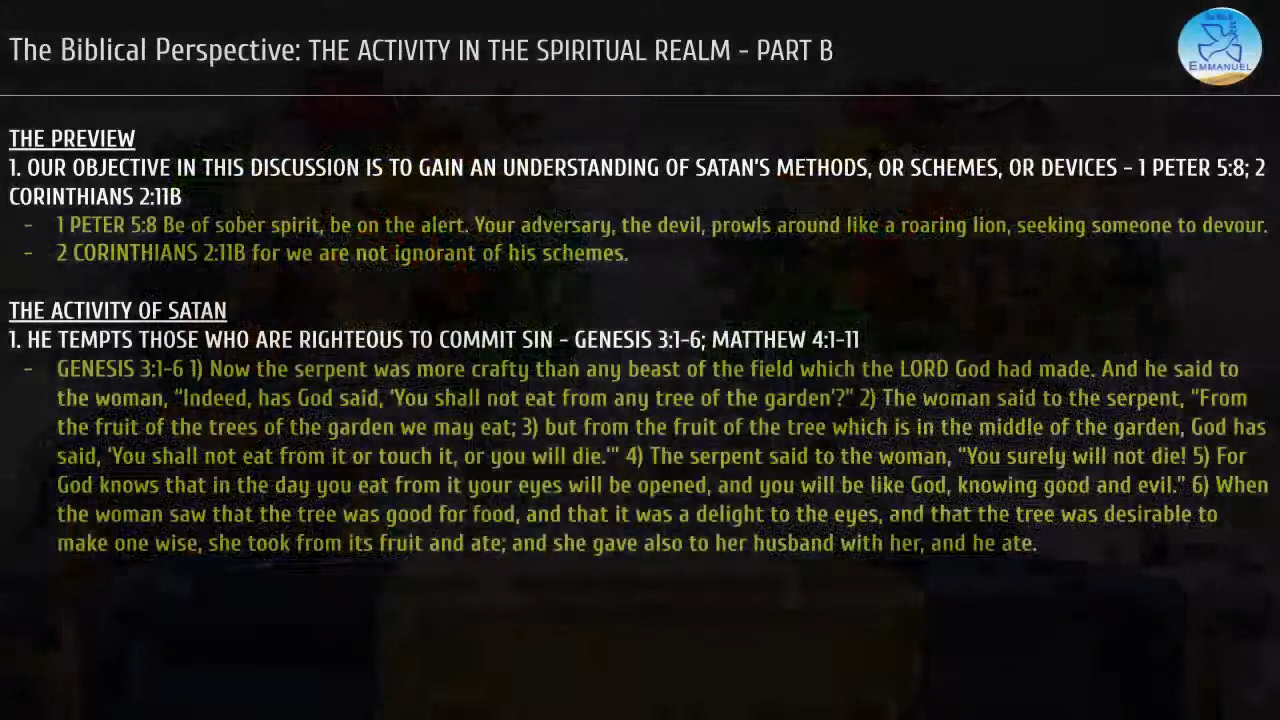 The Biblical Perspective: THE ACTIVITY IN THE SPIRITUAL REALM - PART B
EMMANUEL
THE PREVIEW
1. OUR OBJECTIVE IN THIS DISCUSSION IS TO GAIN AN UNDERSTANDING OF SATAN'S METHODS, OR SCHEMES, OR DEVICES - 1 PETER 5:8; 2
CORINTHIANS 2:11B
- 1 PETER 5:8 Be of sober spirit, be on the alert. Your adversary, the devil, prowls around like a roaring lion, seeking someone to devour.
- 2 CORINTHIANS 2:11B for we are not ignorant of his schemes.
THE ACTIVITY OF SATAN
1. HE TEMPTS THOSE WHO ARE RIGHTEOUS TO COMMIT SIN - GENESIS 3:1-6; MATTHEW 4:1-11
- GENESIS 3:1-6 1) Now the serpent was more crafty than any beast of the field which the LORD God had made. And he said to
the woman, "Indeed, has God said, 'You shall not eat from any tree of the garden'?" 2) The woman said to the serpent, "From
the fruit of the trees of the garden we may eat; 3) but from the fruit of the tree which is in the middle of the garden, God has
said, 'You shall not eat from it or touch it, or you will die.'" 4) The serpent said to the woman, "You surely will not die! 5) For
God knows that in the day you eat from it your eyes will be opened, and you will be like God, knowing good and evil." 6) When
the woman saw that the tree was good for food, and that it was a delight to the eyes, and that the tree was desirable to
make one wise, she took from its fruit and ate; and she gave also to her husband with her, and he ate.